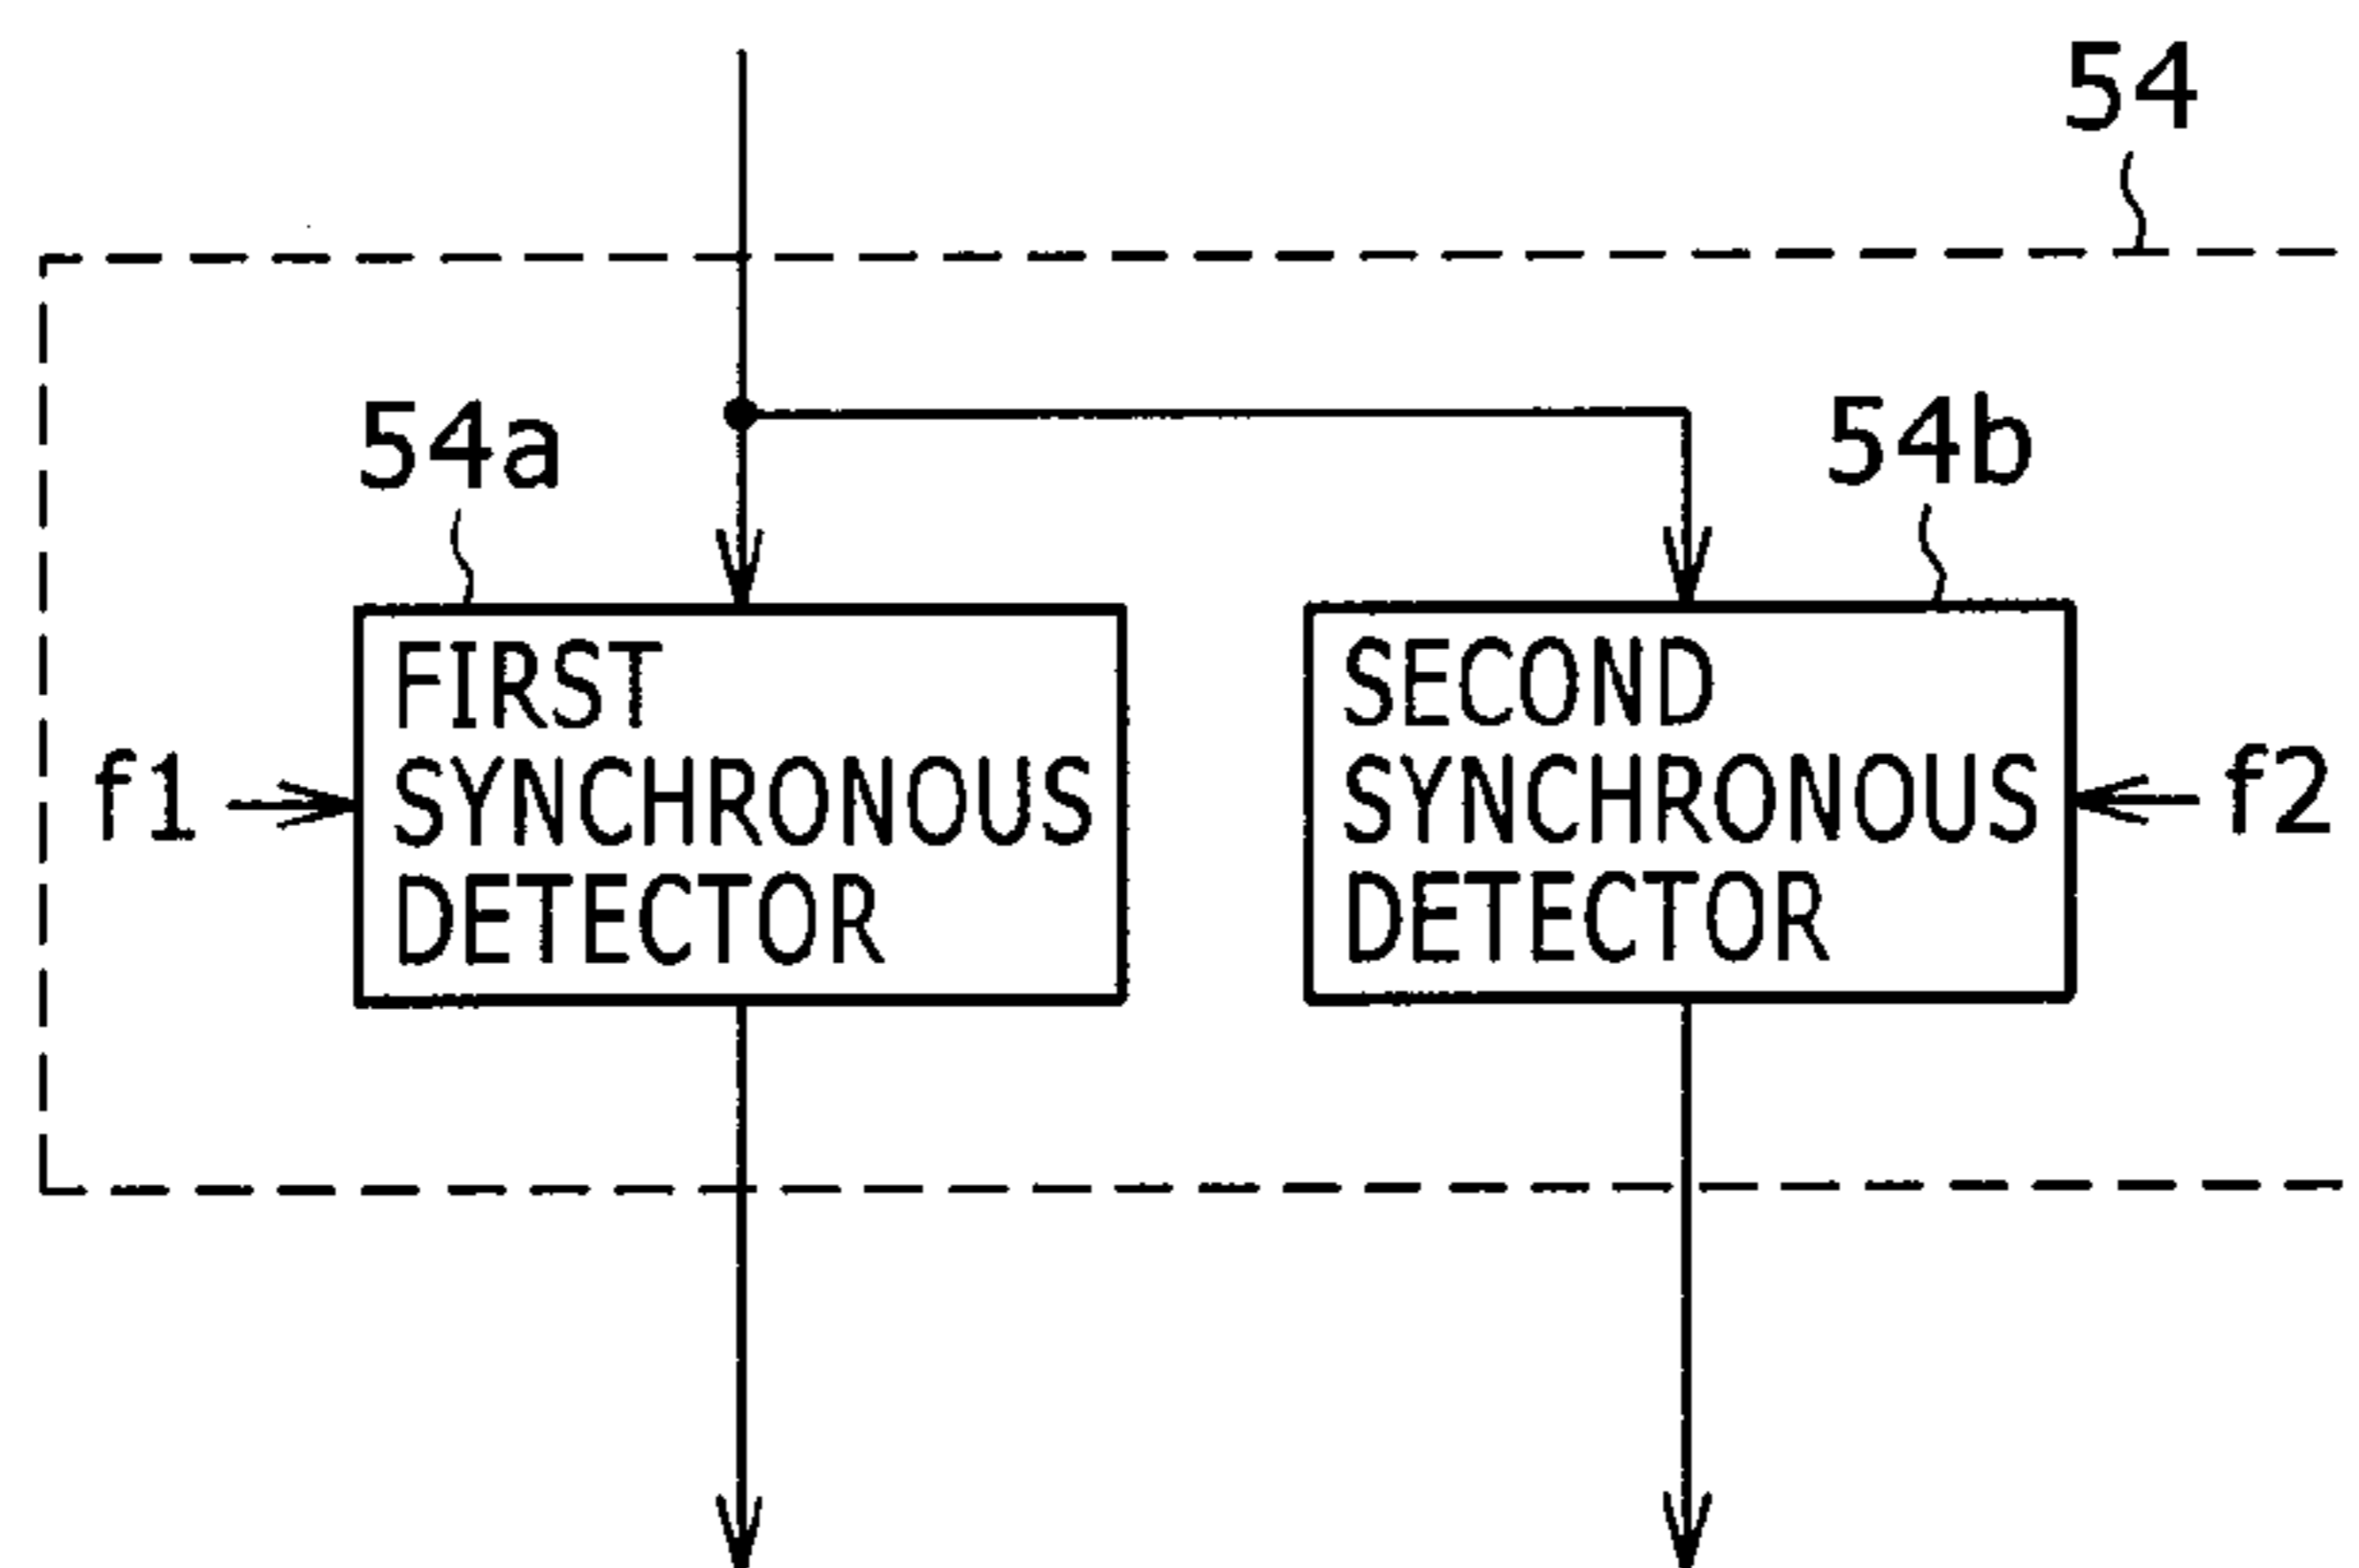 54
54a
54b
FIRST
SYNCHRONOUS
DETECTOR
SECOND
SYNCHRONOUS
DETECTOR
f1
f2